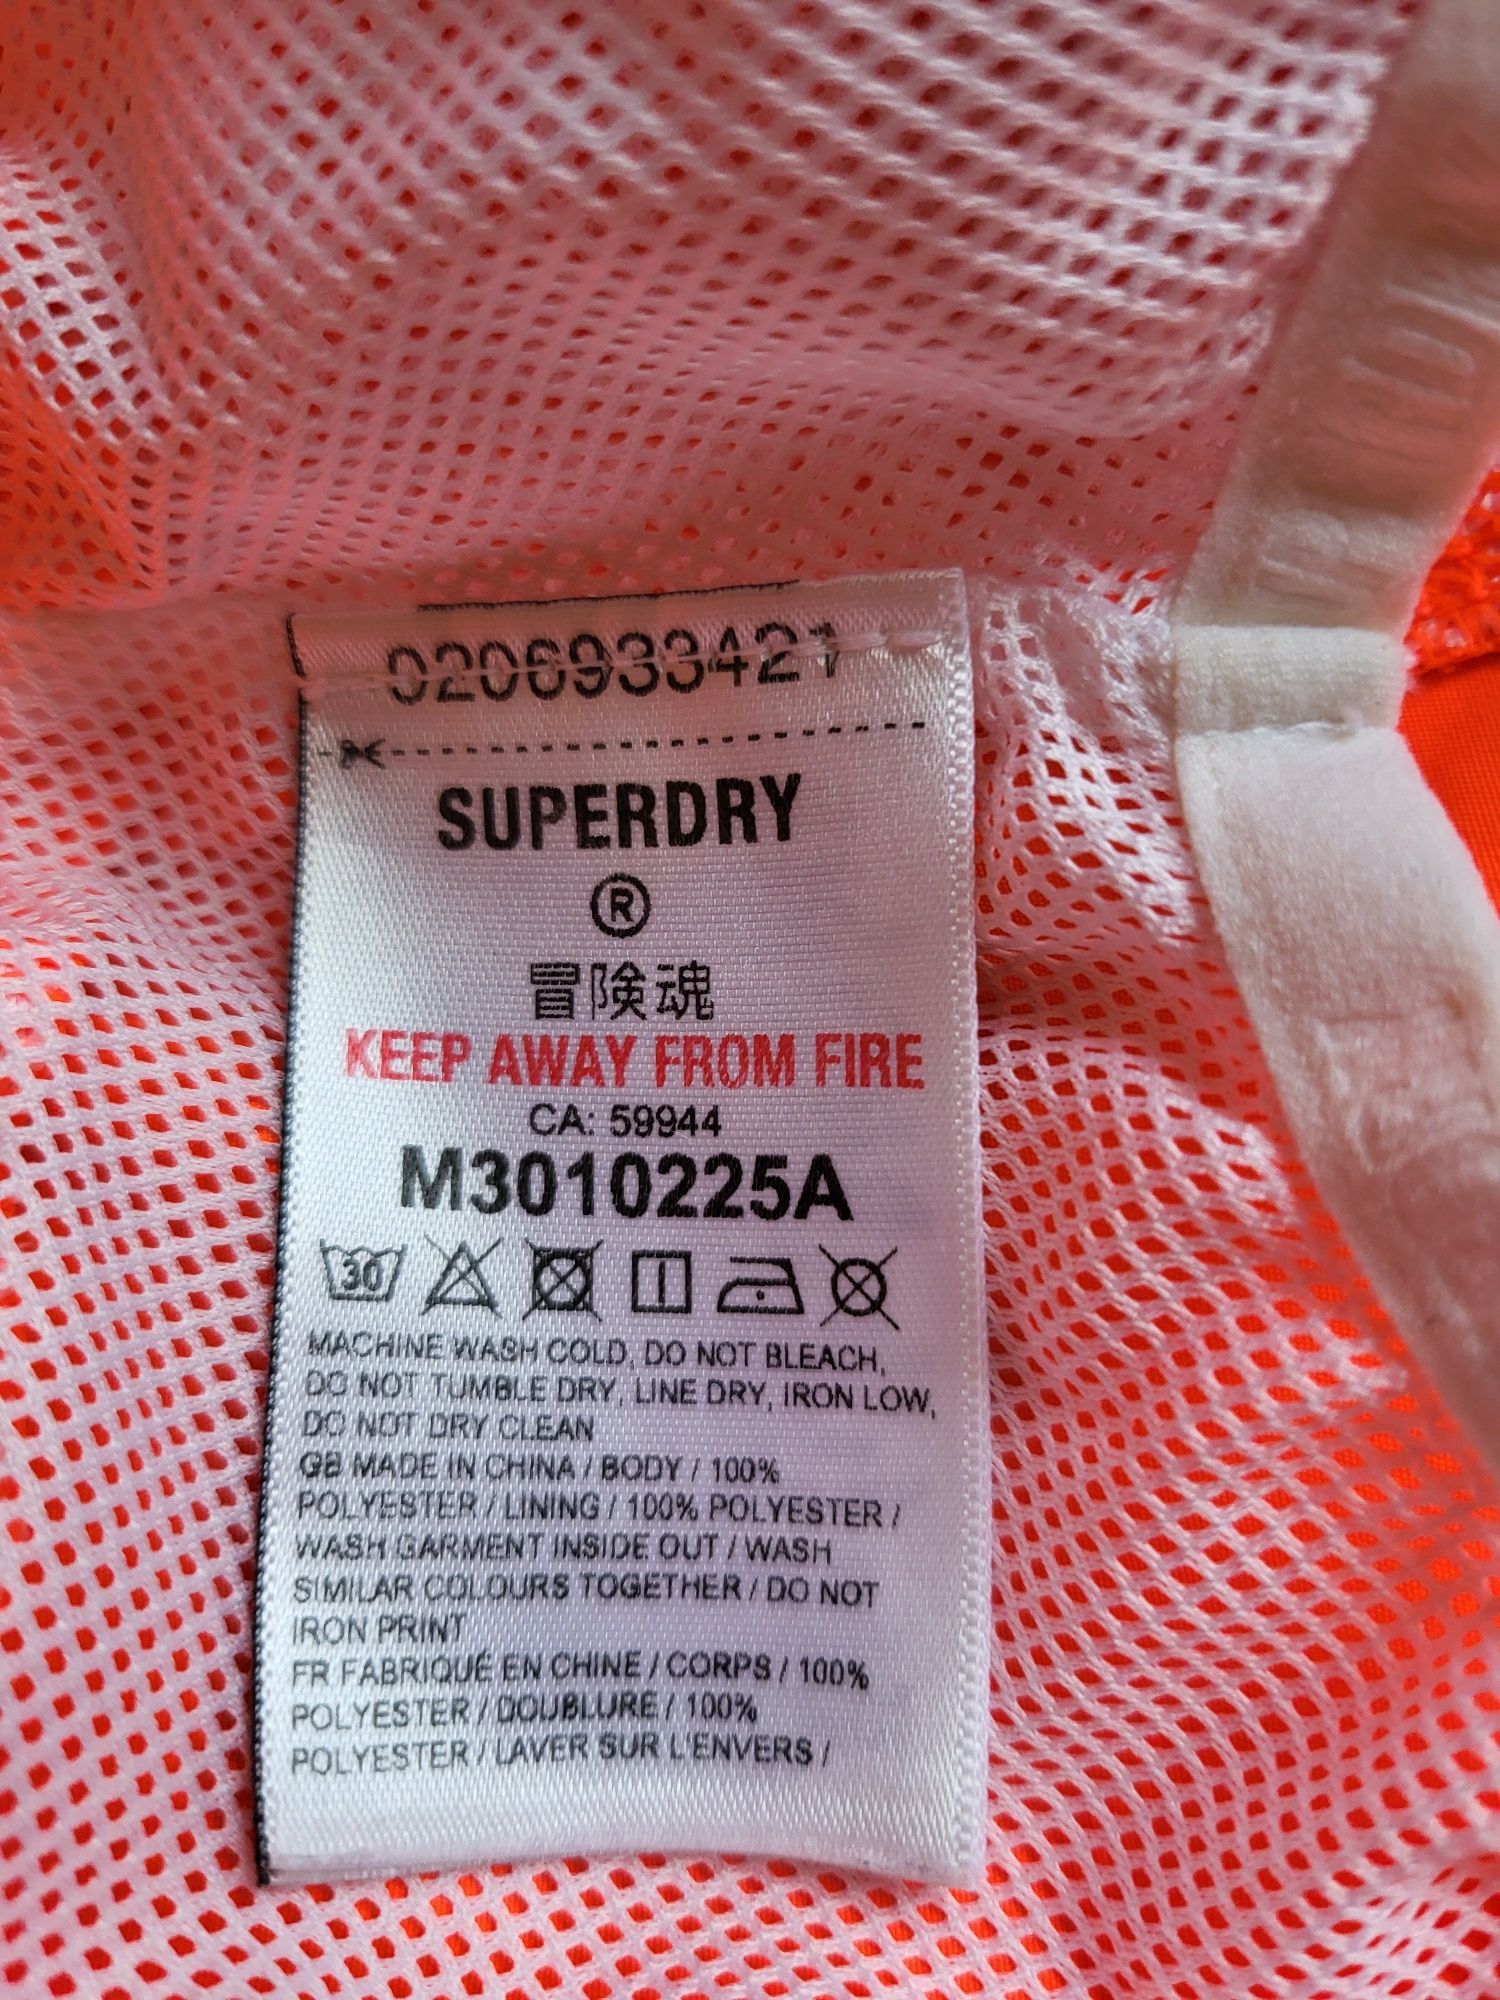 0206933421
SUPERDRY
®
冒険魂
KEEP AWAY FROM FIRE
CA: 59944
M3010225A
30
MACHINE WASH COLD, DO NOT BLEACH,
DO NOT TUMBLE DRY, LINE DRY, IRON LOW,
DO NOT DRY CLEAN
GB MADE IN CHINA / BODY / 100%
POLYESTER / LINING / 100% POLYESTER /
WASH GARMENT INSIDE OUT / WASH
SIMILAR COLOURS TOGETHER / DO NOT
IRON PRINT
FR FABRIQUÉ EN CHINE / CORPS / 100%
POLYESTER / DOUBLURE / 100%
POLYESTER / LAVER SUR L'ENVERS /